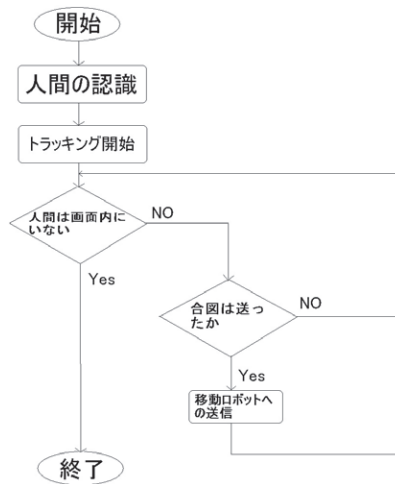 開始
人間の認識
トラッキング開始
人間は画面内に
いない
NO
Yes
合図は送っ
たか
NO
Yes
移動ロボットへ
の送信
終了